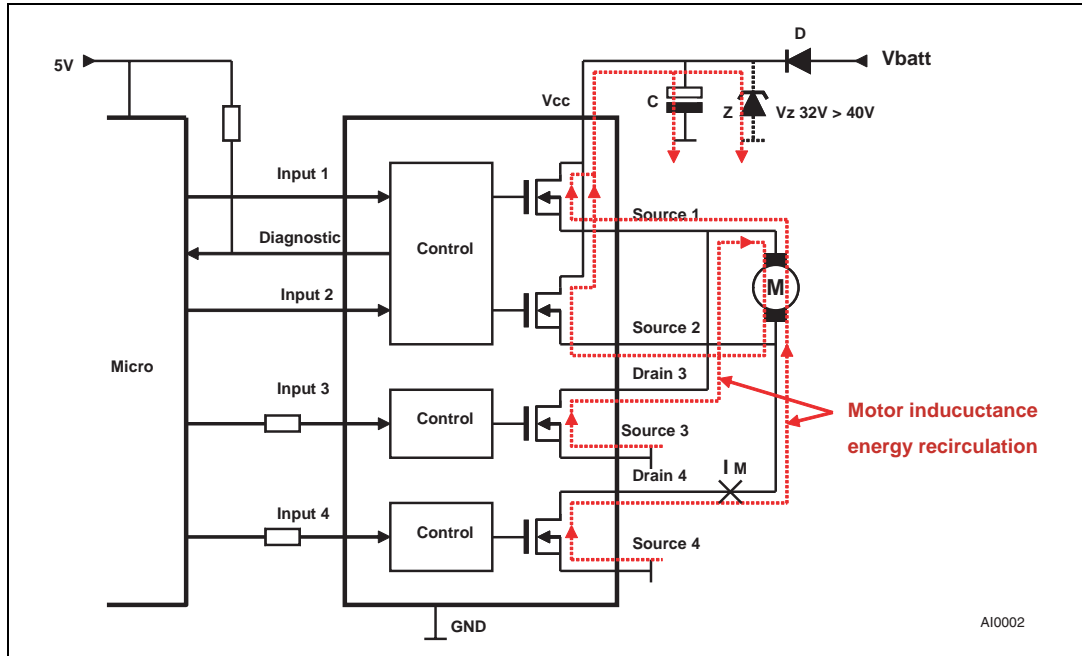 D
5V
Vbatt
Vcc
C
Z
Vz 32V > 40V
Input 1
Source 1
Diagnostic
Control
M
Input 2
Source 2
Micro
Drain 3
Input 3
Control
Source 3
Motor inducuctance
energy recirculation
Drain 4
I M
Input 4
Control
Source 4
GND
AI0002